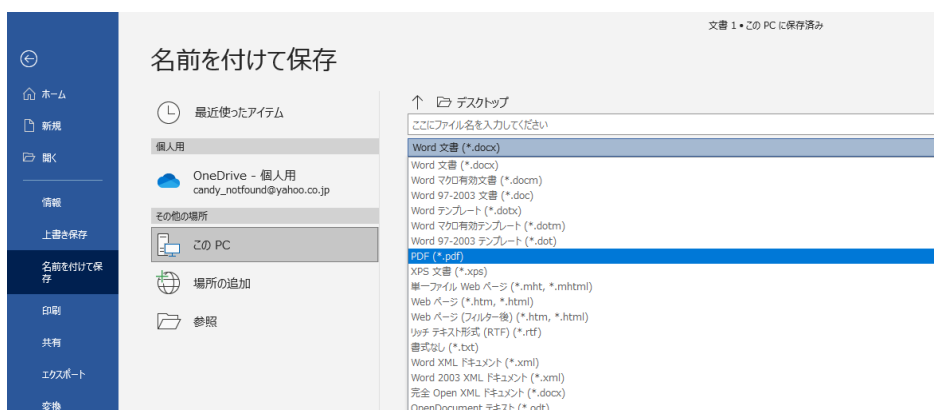 文書 1 • この PC に保存済み
名前を付けて保存
ホーム
新規
開く
情報
上書き保存
名前を付けて保
存
印刷
共有
エクスポート
変換
最近使ったアイテム
個人用
OneDrive - 個人用
candy_notfound@yahoo.co.jp
その他の場所
この PC
場所の追加
参照
デスクトップ
ここにファイル名を入力してください
Word 文書 (*.docx)
Word 文書 (*.docx)
Word マクロ有効文書 (*.docm)
Word 97-2003 文書 (*.doc)
Word テンプレート (*.dotx)
Word マクロ有効テンプレート (*.dotm)
Word 97-2003 テンプレート (*.dot)
PDF (*.pdf)
XPS 文書 (*.xps)
単一ファイル Web ページ (*.mht, *.mhtml)
Web ページ (*.htm, *.html)
Web ページ (フィルター後) (*.htm, *.html)
リッチ テキスト形式 (RTF) (*.rtf)
書式なし (*.txt)
Word XML ドキュメント (*.xml)
Word 2003 XML ドキュメント (*.xml)
完全 Open XML ドキュメント (*.docx)
OpenDocument テキスト (*.odt)